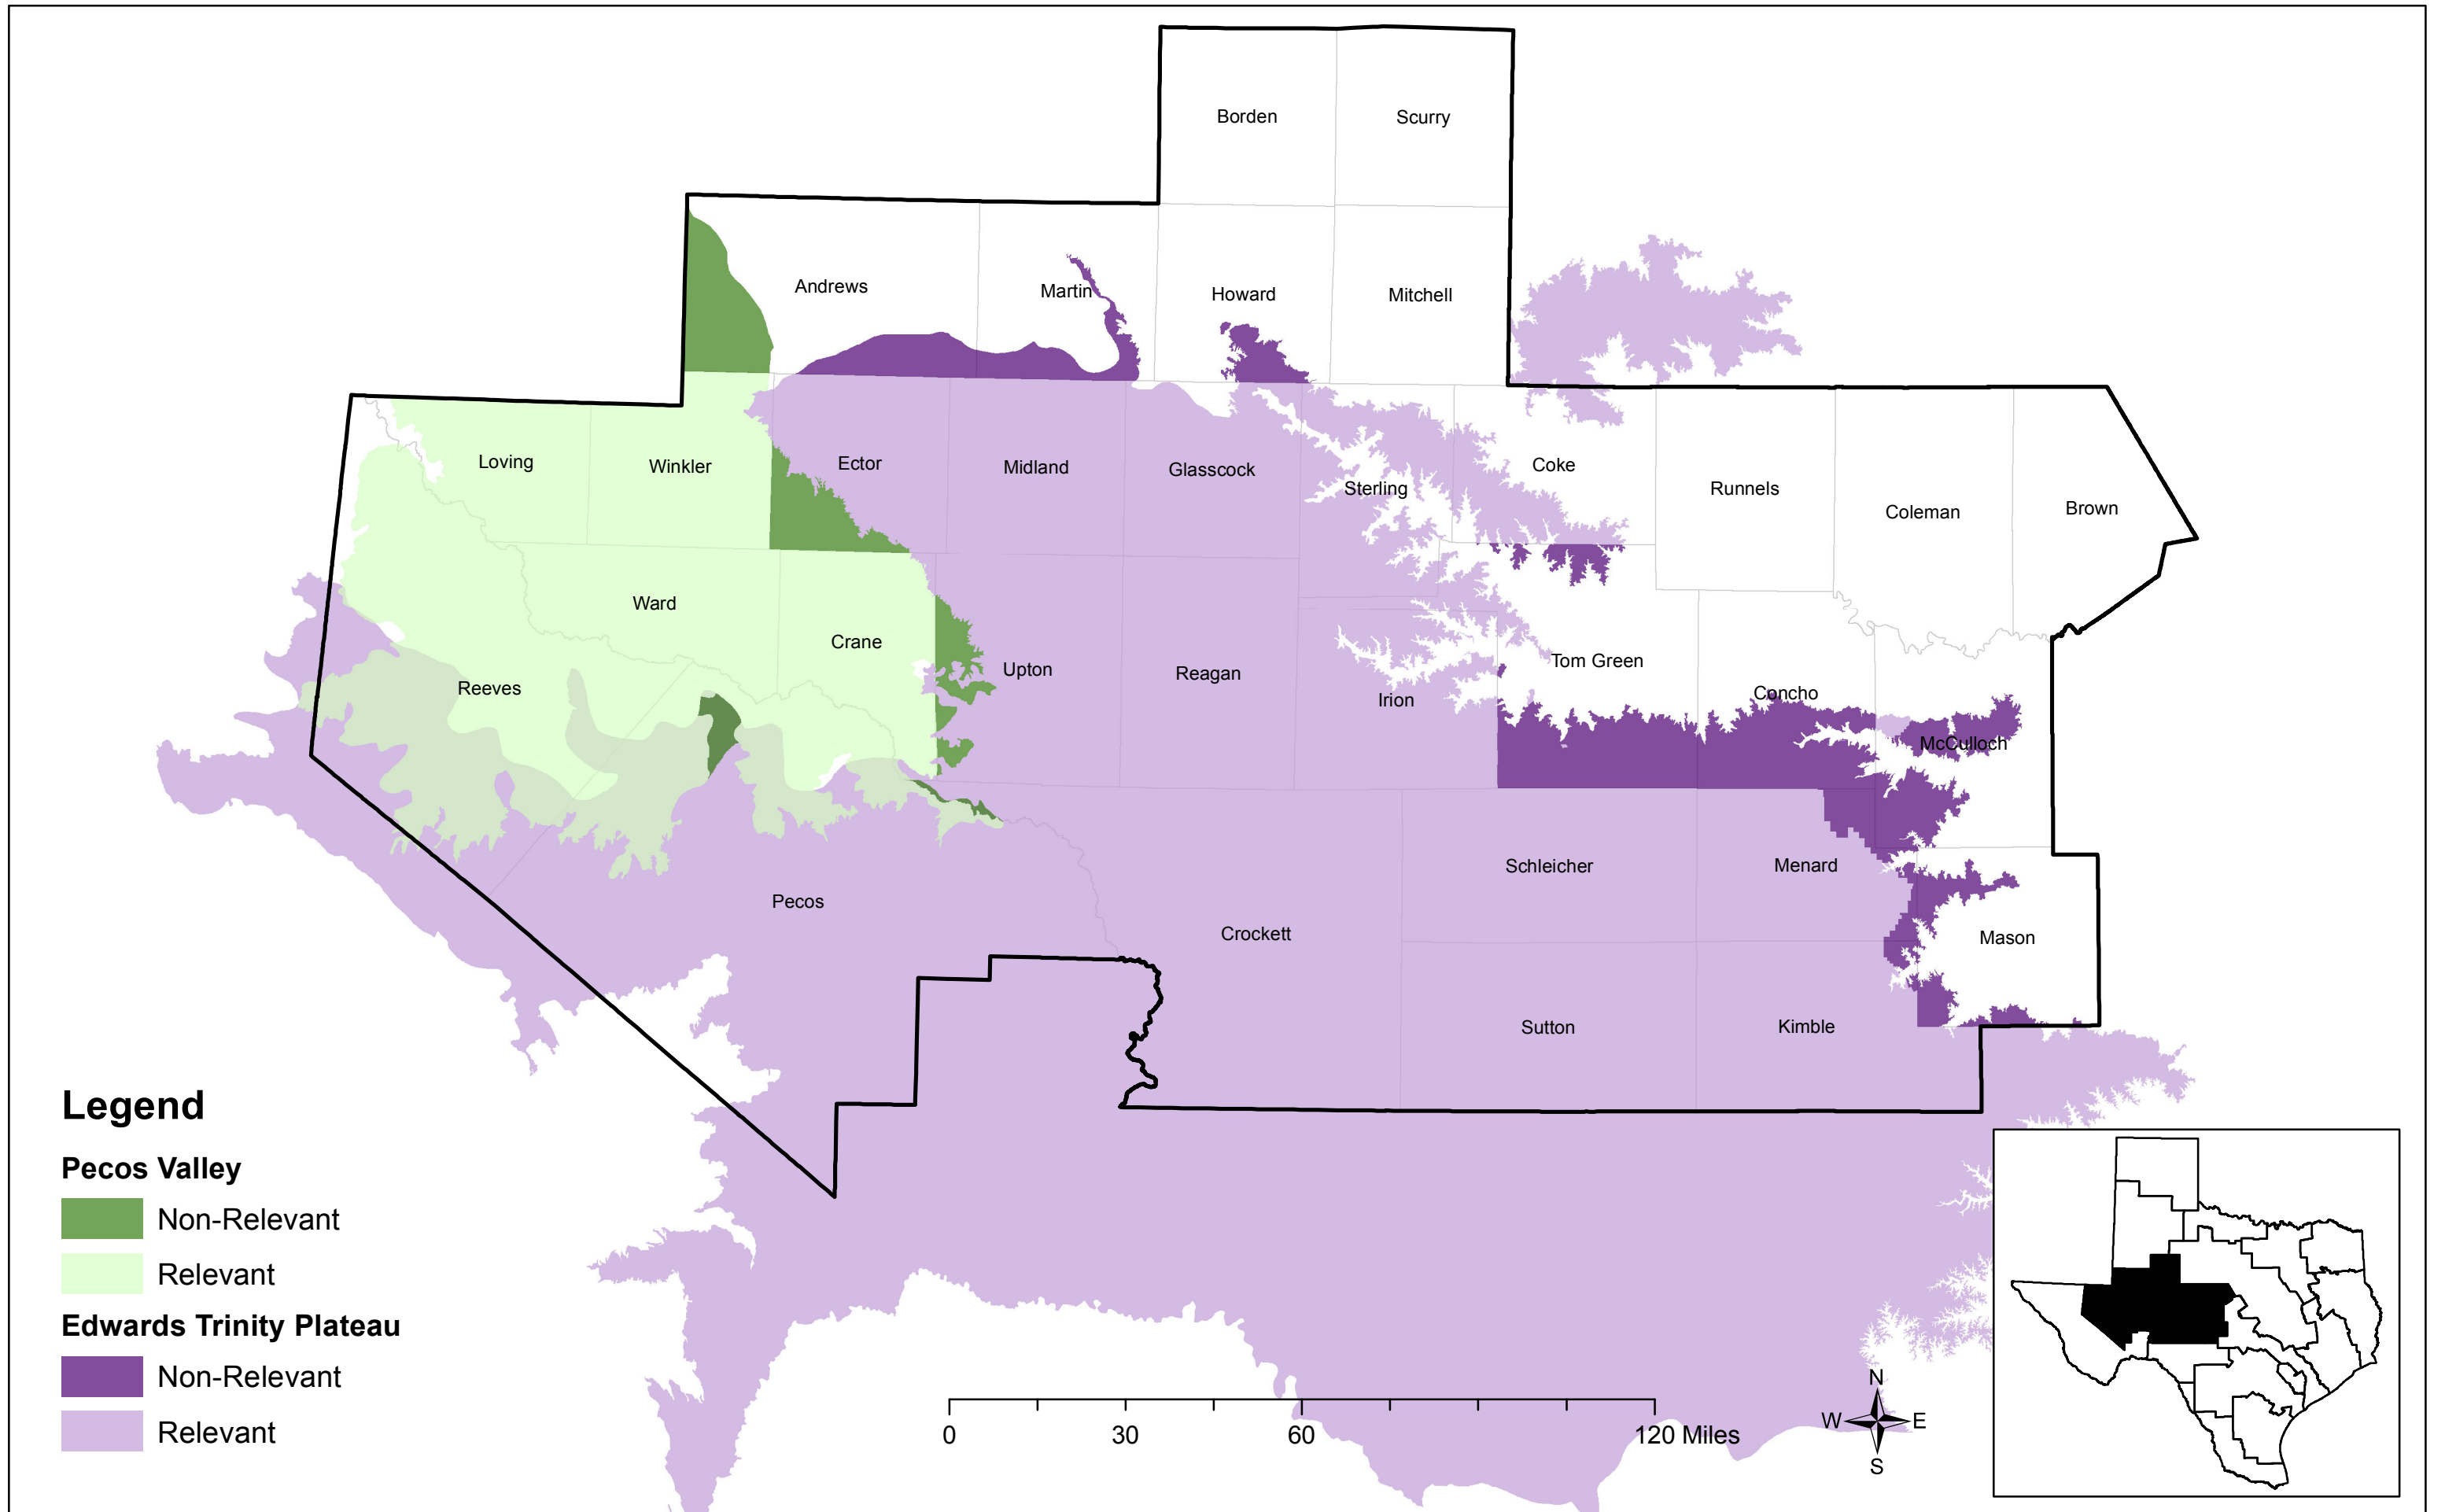 Borden
Scurry
Andrews
Martin
Howard
Mitchell
Loving
Winkler
Ector
Midland
Glasscock
Sterling
Coke
Runnels
Coleman
Brown
Ward
Crane
Reeves
Upton
Reagan
Irion
Tom Green
Concho
McCulloch
Pecos
Crockett
Schleicher
Menard
Mason
Sutton
Kimble
Legend
Pecos Valley
Non-Relevant
Relevant
Edwards Trinity Plateau
Non-Relevant
Relevant
0 30 60 120 Miles
N
W E
S